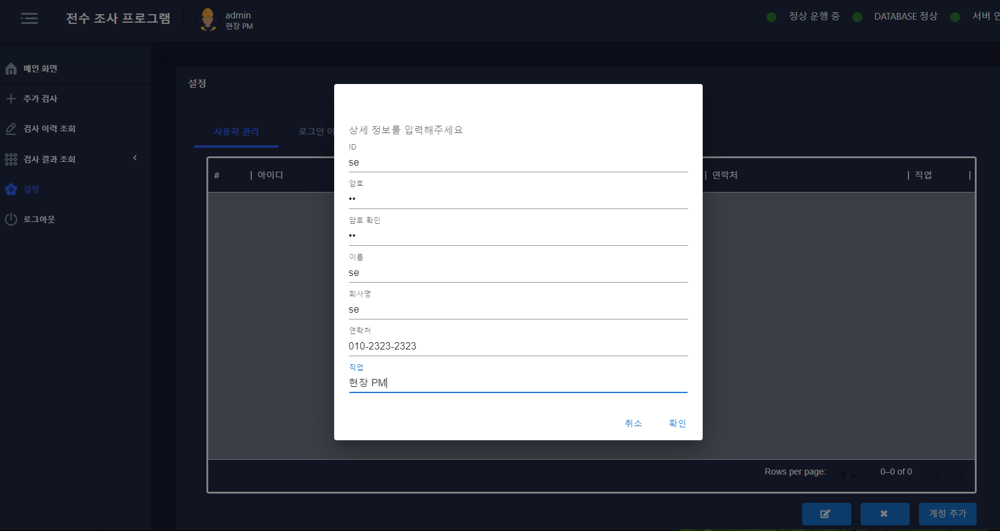 전수 조사 프로그램
admin
현장 PM
정상 운행 중
DATABASE 정상
서버
메인 화면
추가 검사
검사 이력 조회
검사 결과 조회
설정
로그아웃
설정
사용자 관리
로그인
#
아이디
연락처
직업
상세 정보를 입력해주세요
ID
se
암호
••
암호 확인
••
이름
se
회사명
se
연락처
010-2323-2323
직업
현장 PM
취소
확인
Rows per page:
8
0–0 of 0
계정 추가